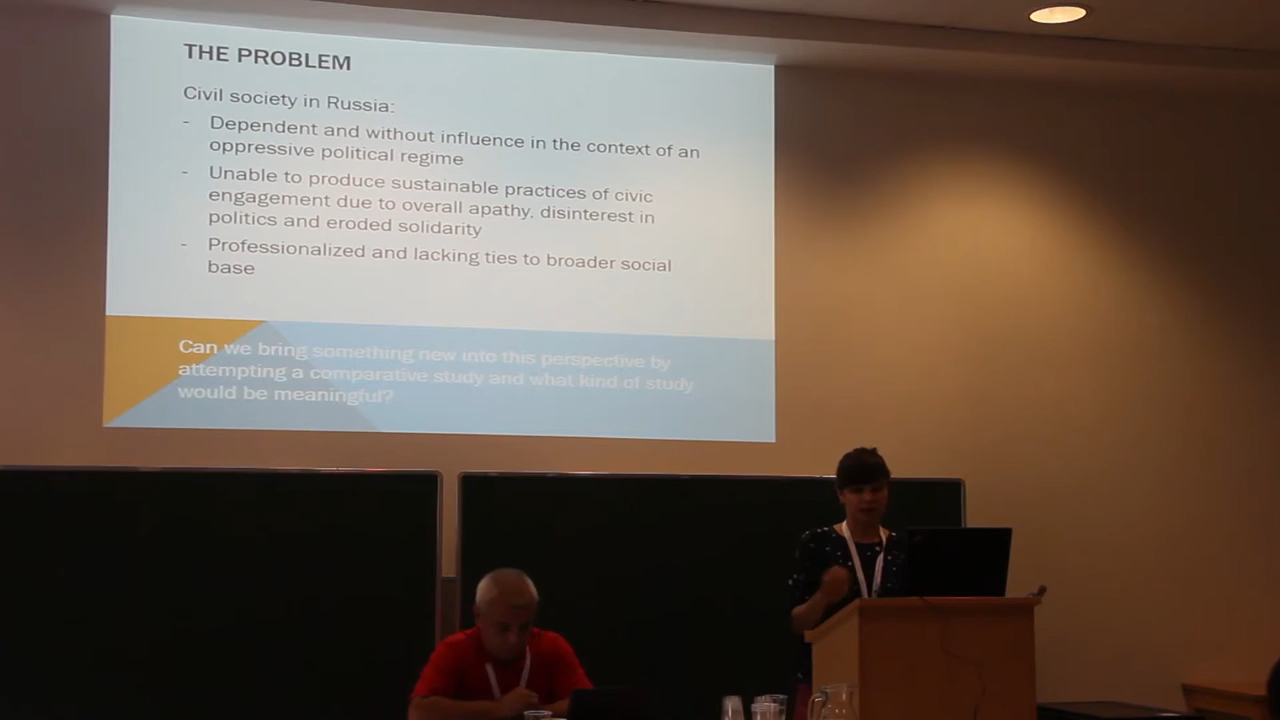 THE PROBLEM
Civil society in Russia:
- Dependent and without influence in the context of an
oppressive political regime
- Unable to produce sustainable practices of civic
engagement due to overall apathy, disinterest in
politics and eroded solidarity
- Professionalized and lacking ties to broader social
base
Can we bring something new into this perspective by
attempting a comparative study and what kind of study
would be meaningful?